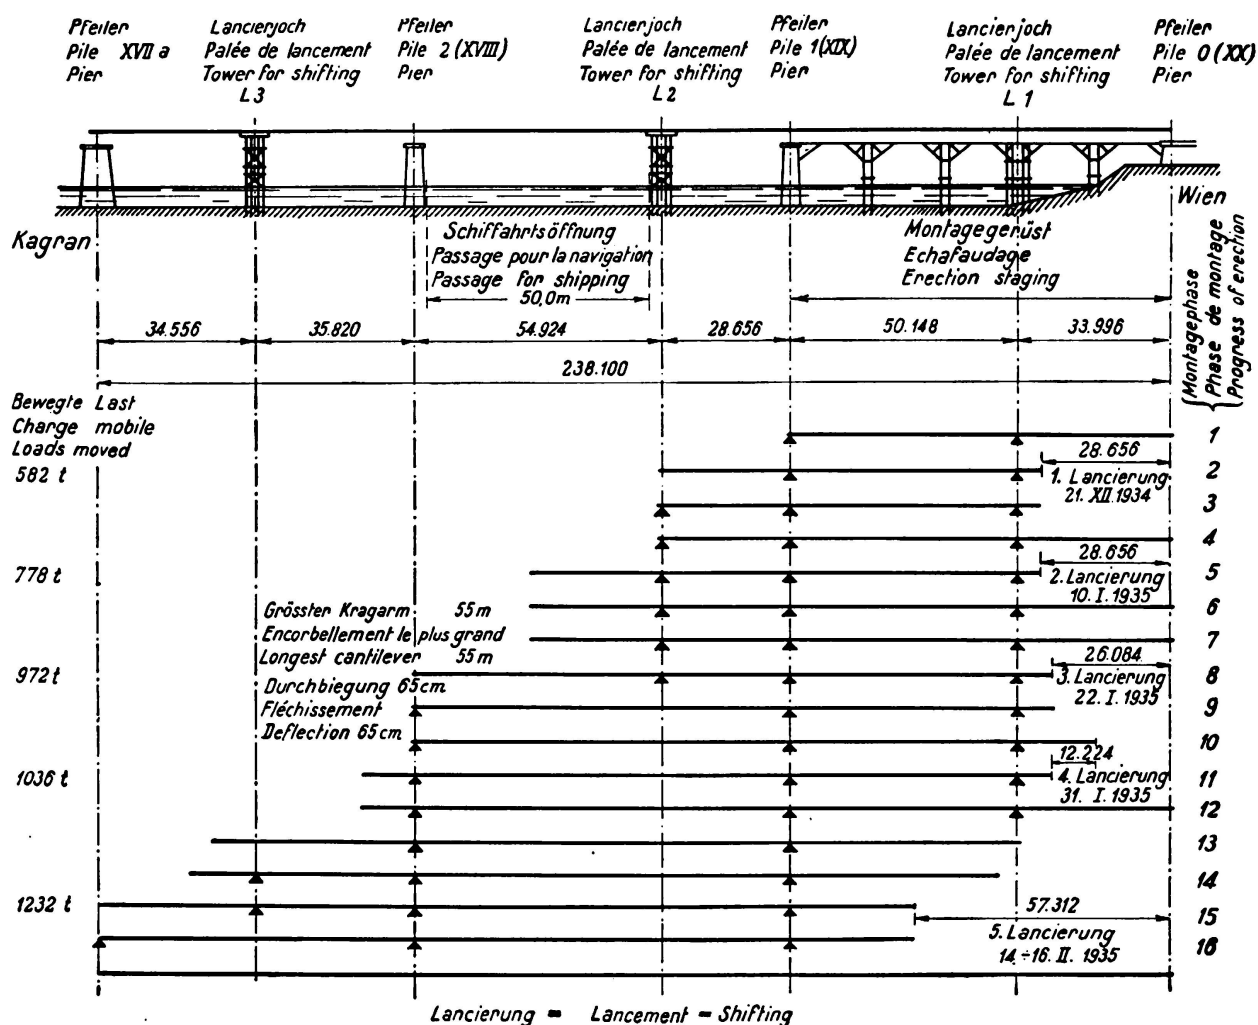 Pfeiler
Pile XVII a
Pier
Lancierjoch
Palée de lancement
Tower for shifting
L3
Pfeiler
Pile 2 (XVIII)
Pier
Lancierjoch
Palée de lancement
Tower for shifting
L2
Pfeiler
Pile 1 (XIX)
Pier
Lancierjoch
Palée de lancement
Tower for shifting
L1
Pfeiler
Pile 0 (XX)
Pier
Kagran
Wien
Schiffahrtsöffnung
Passage pour la navigation
Passage for shipping
50,0m
Montagegerüst
Echafaudage
Erection staging
Montagephase
Phase de montage
Progress of erection
34.556
35.820
54.924
28.656
50.148
33.996
238.100
Bewegte Last
Charge mobile
Loads moved
1
28.656
582 t
2
1. Lancierung
21. XII. 1934
3
4
28.656
778 t
5
2. Lancierung
10. I. 1935
6
Grösster Kragarm 55 m
Encorbellement le plus grand
Longest cantilever 55 m
7
26.084
972 t
8
3. Lancierung
22. I. 1935
Durchbiegung 65 cm
Fléchissement
Deflection 65 cm
9
10
12.224
1036 t
11
4. Lancierung
31. I. 1935
12
13
14
1232 t
57.312
15
5. Lancierung
14.÷16. II. 1935
16
Lancierung = Lancement = Shifting